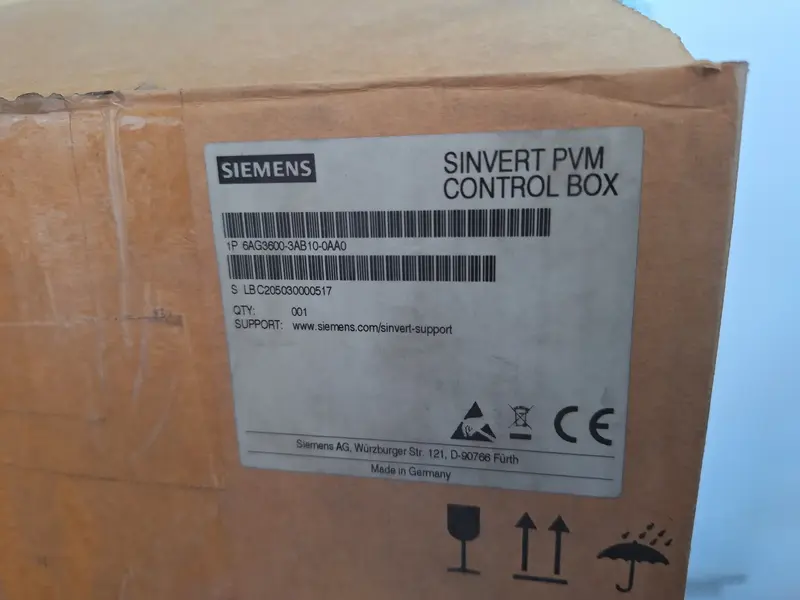 SIEMENS
SINVERT PVM
CONTROL BOX
1P 6AG3600-3AB10-0AA0
S LBC205030000517
QTY: 001
SUPPORT: www.siemens.com/sinvert-support
CE
Siemens AG, Würzburger Str. 121, D-90766 Fürth
Made in Germany